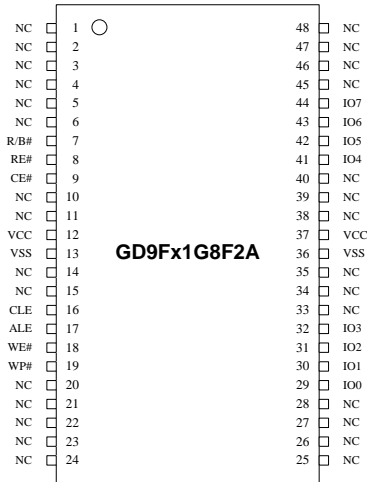 NC 1 48 NC
NC 2 47 NC
NC 3 46 NC
NC 4 45 NC
NC 5 44 IO7
NC 6 43 IO6
R/B# 7 42 IO5
RE# 8 41 IO4
CE# 9 40 NC
NC 10 39 NC
NC 11 38 NC
VCC 12 37 VCC
VSS 13 GD9Fx1G8F2A 36 VSS
NC 14 35 NC
NC 15 34 NC
CLE 16 33 NC
ALE 17 32 IO3
WE# 18 31 IO2
WP# 19 30 IO1
NC 20 29 IO0
NC 21 28 NC
NC 22 27 NC
NC 23 26 NC
NC 24 25 NC